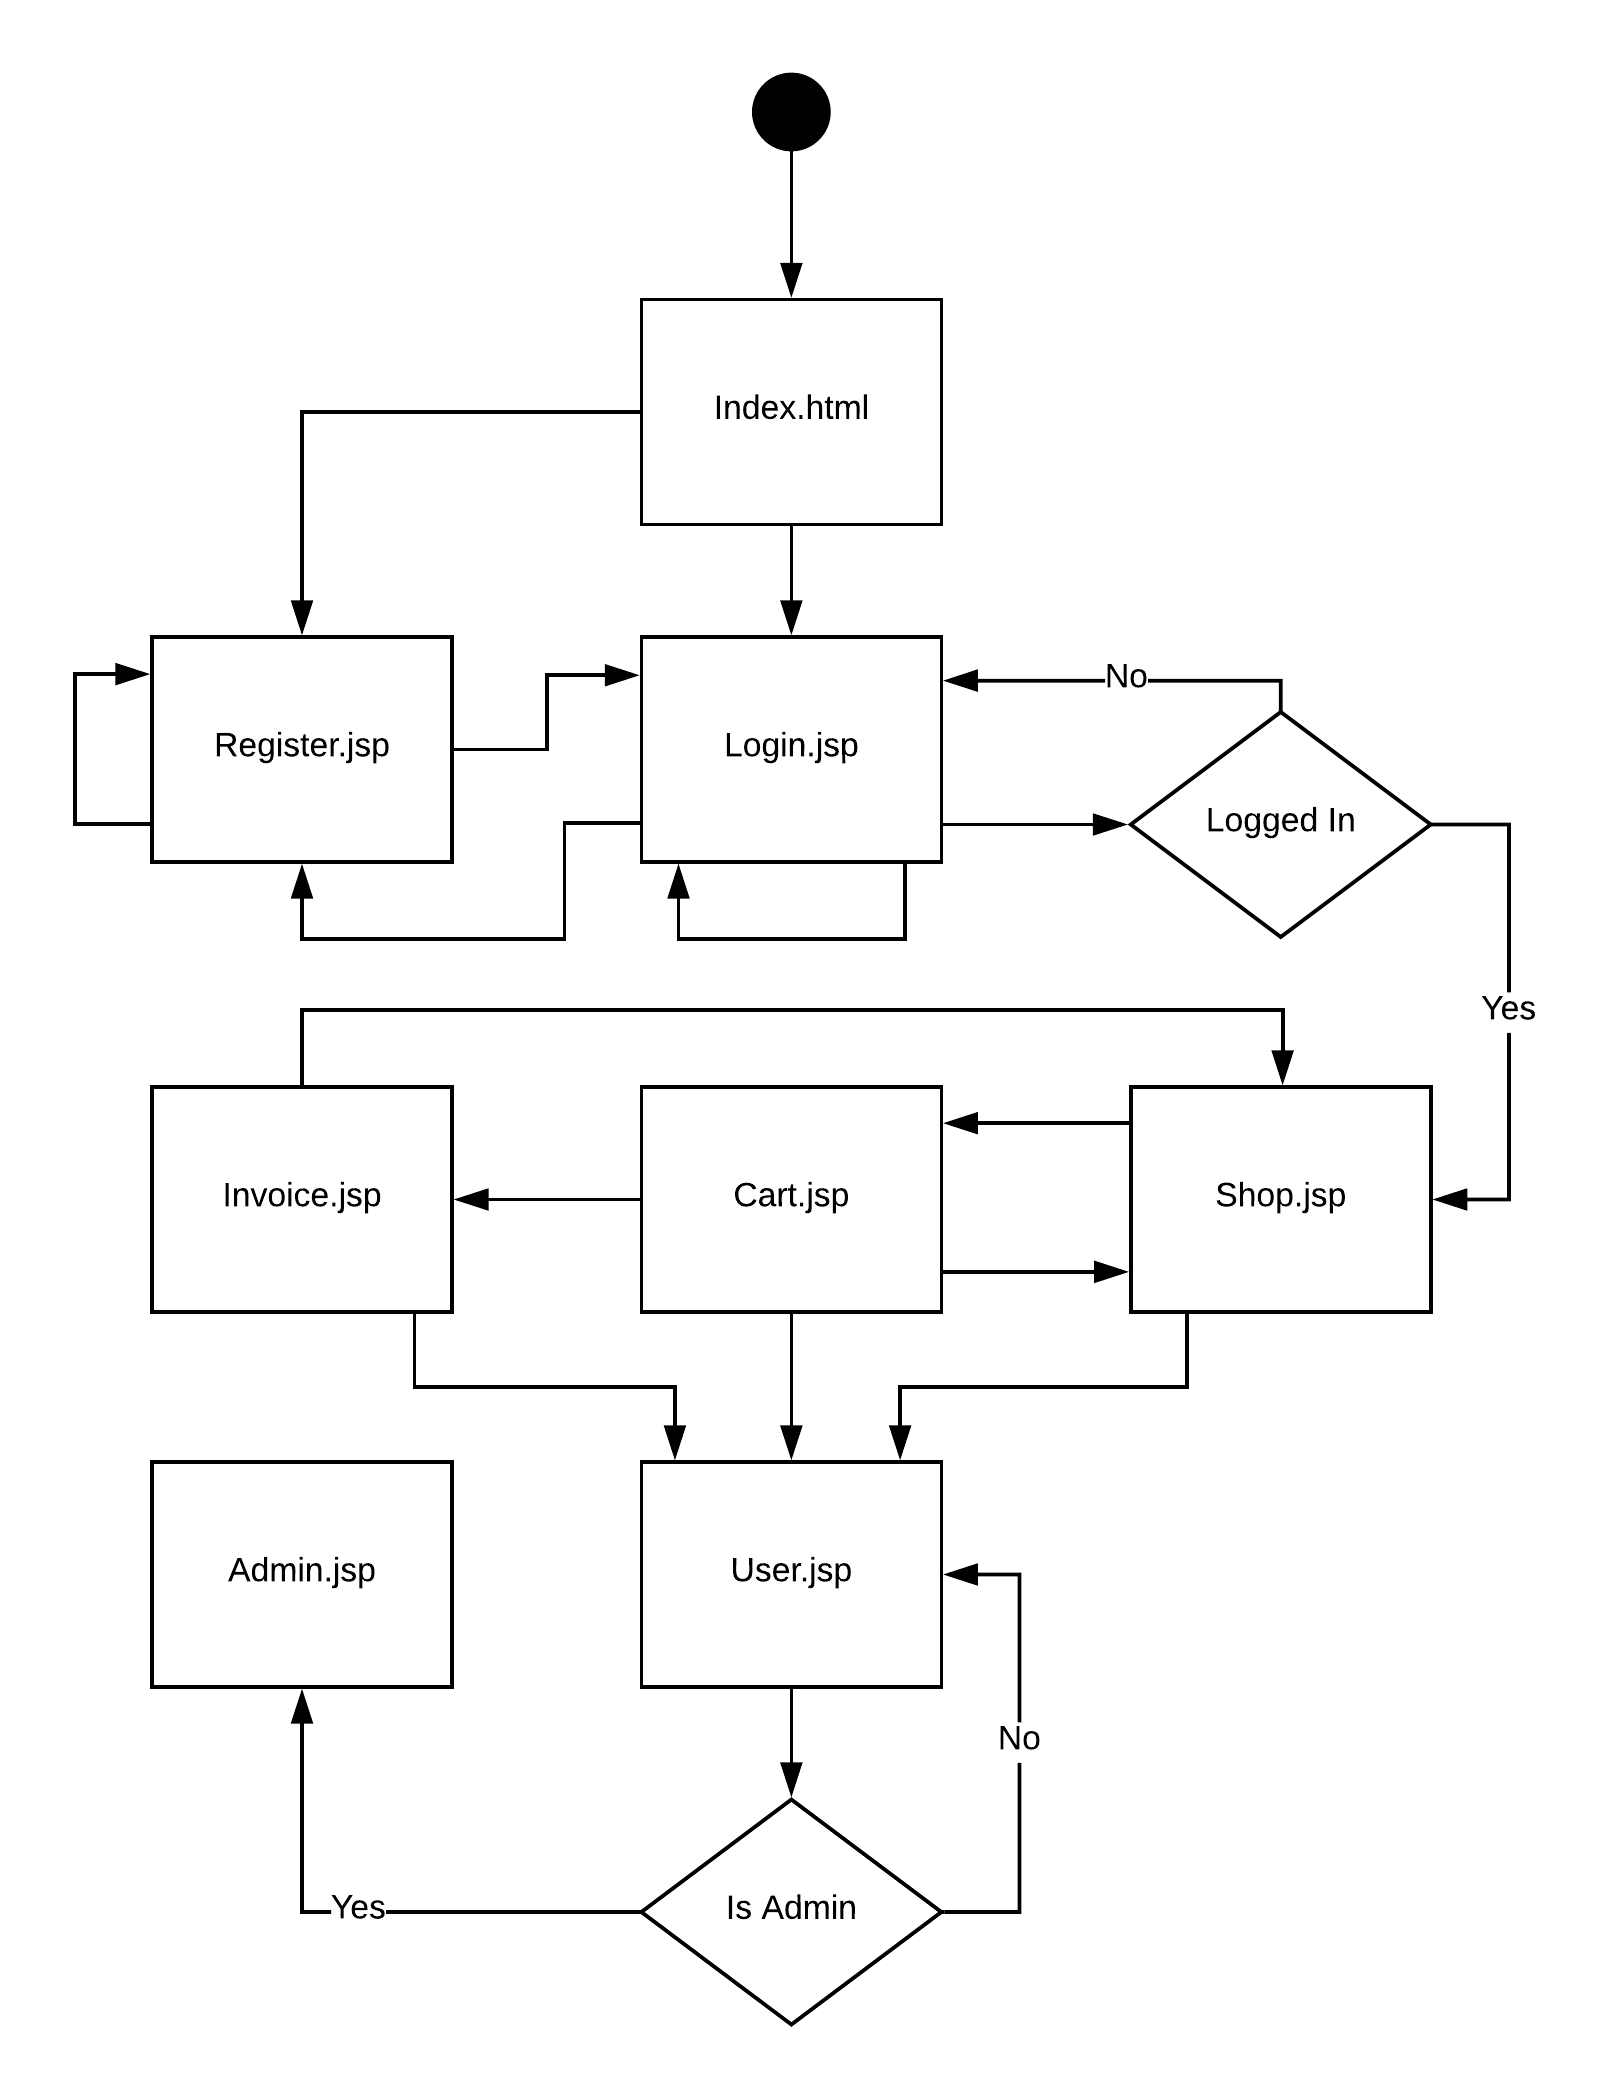 Index.html
Register.jsp
Login.jsp
No
Logged In
Yes
Invoice.jsp
Cart.jsp
Shop.jsp
Admin.jsp
User.jsp
No
Yes
Is Admin